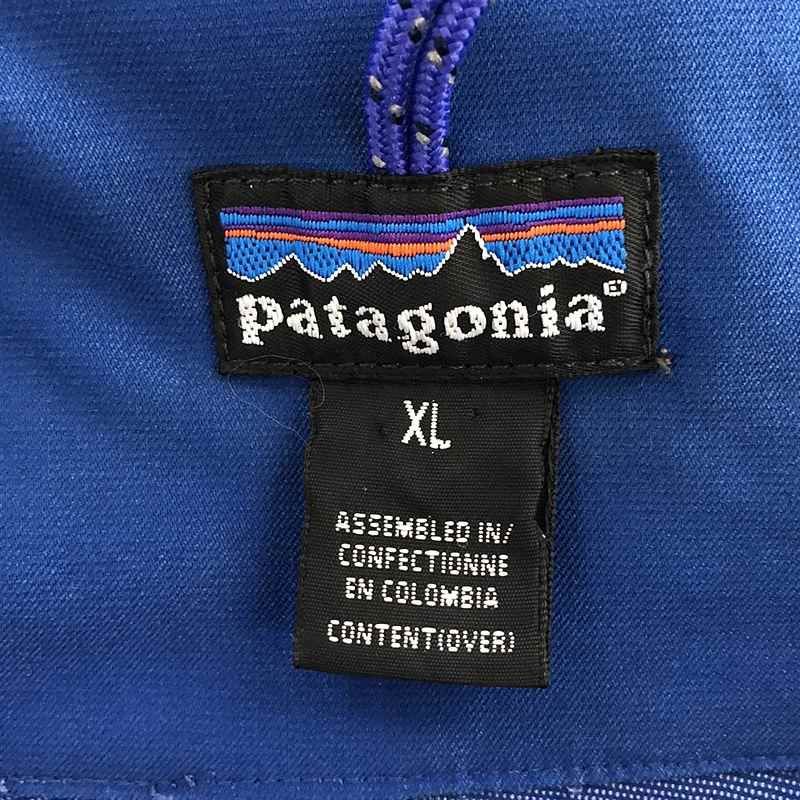 patagonia®
XL
ASSEMBLED IN/
CONFECTIONNE
EN COLOMBIA
CONTENT(OVER)